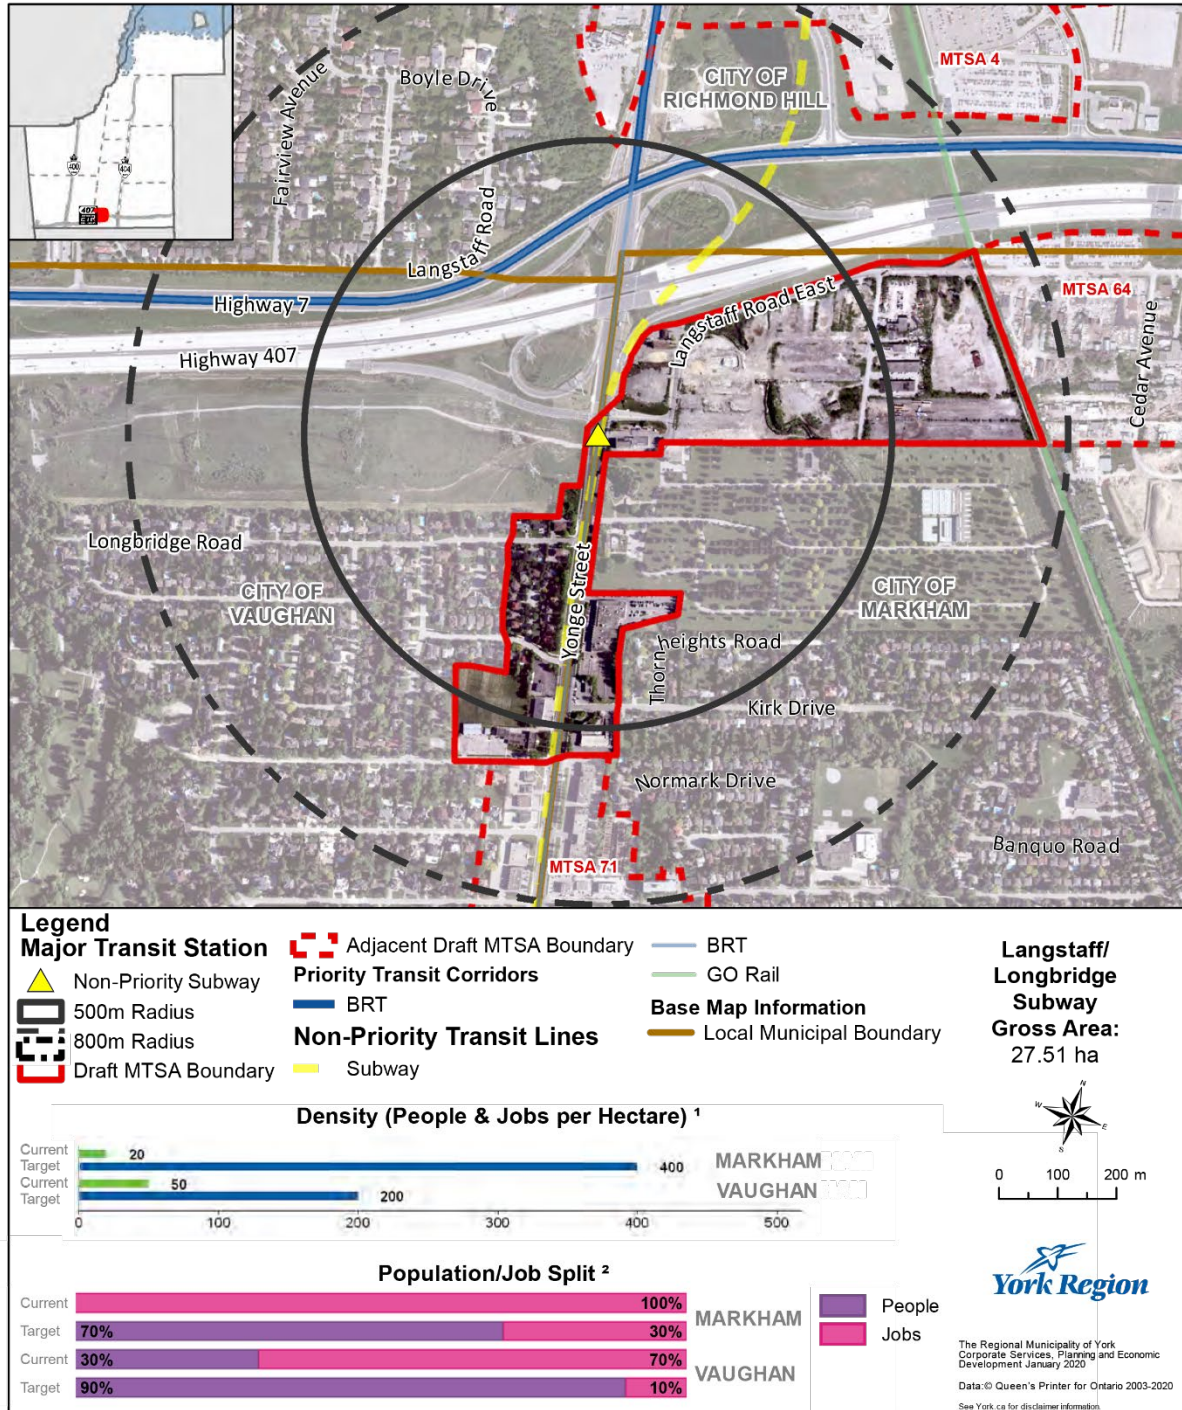 400
404
407
ETR
MTSA 4
CITY OF
RICHMOND HILL
Boyle Drive
Fairview Avenue
Langstaff Road
Highway 7
Highway 407
Langstaff Road East
MTSA 64
Cedar Avenue
Longbridge Road
CITY OF
VAUGHAN
Yonge Street
CITY OF
MARKHAM
Thornheights Road
Kirk Drive
Normark Drive
Banquo Road
MTSA 71
Legend
Major Transit Station
Non-Priority Subway
500m Radius
800m Radius
Draft MTSA Boundary
Adjacent Draft MTSA Boundary
Priority Transit Corridors
BRT
Non-Priority Transit Lines
Subway
BRT
GO Rail
Base Map Information
Local Municipal Boundary
Langstaff/
Longbridge
Subway
Gross Area:
27.51 ha
N
W
E
S
0 100 200 m
Density (People & Jobs per Hectare) ¹
Current 20
Target 400
MARKHAM
Current 50
Target 200
VAUGHAN
0 100 200 300 400 500
Population/Job Split ²
Current 100%
Target 70% 30%
MARKHAM
Current 30% 70%
Target 90% 10%
VAUGHAN
People
Jobs
York Region
The Regional Municipality of York
Corporate Services, Planning and Economic
Development January 2020
Data:© Queen's Printer for Ontario 2003-2020
See York.ca for disclaimer information.